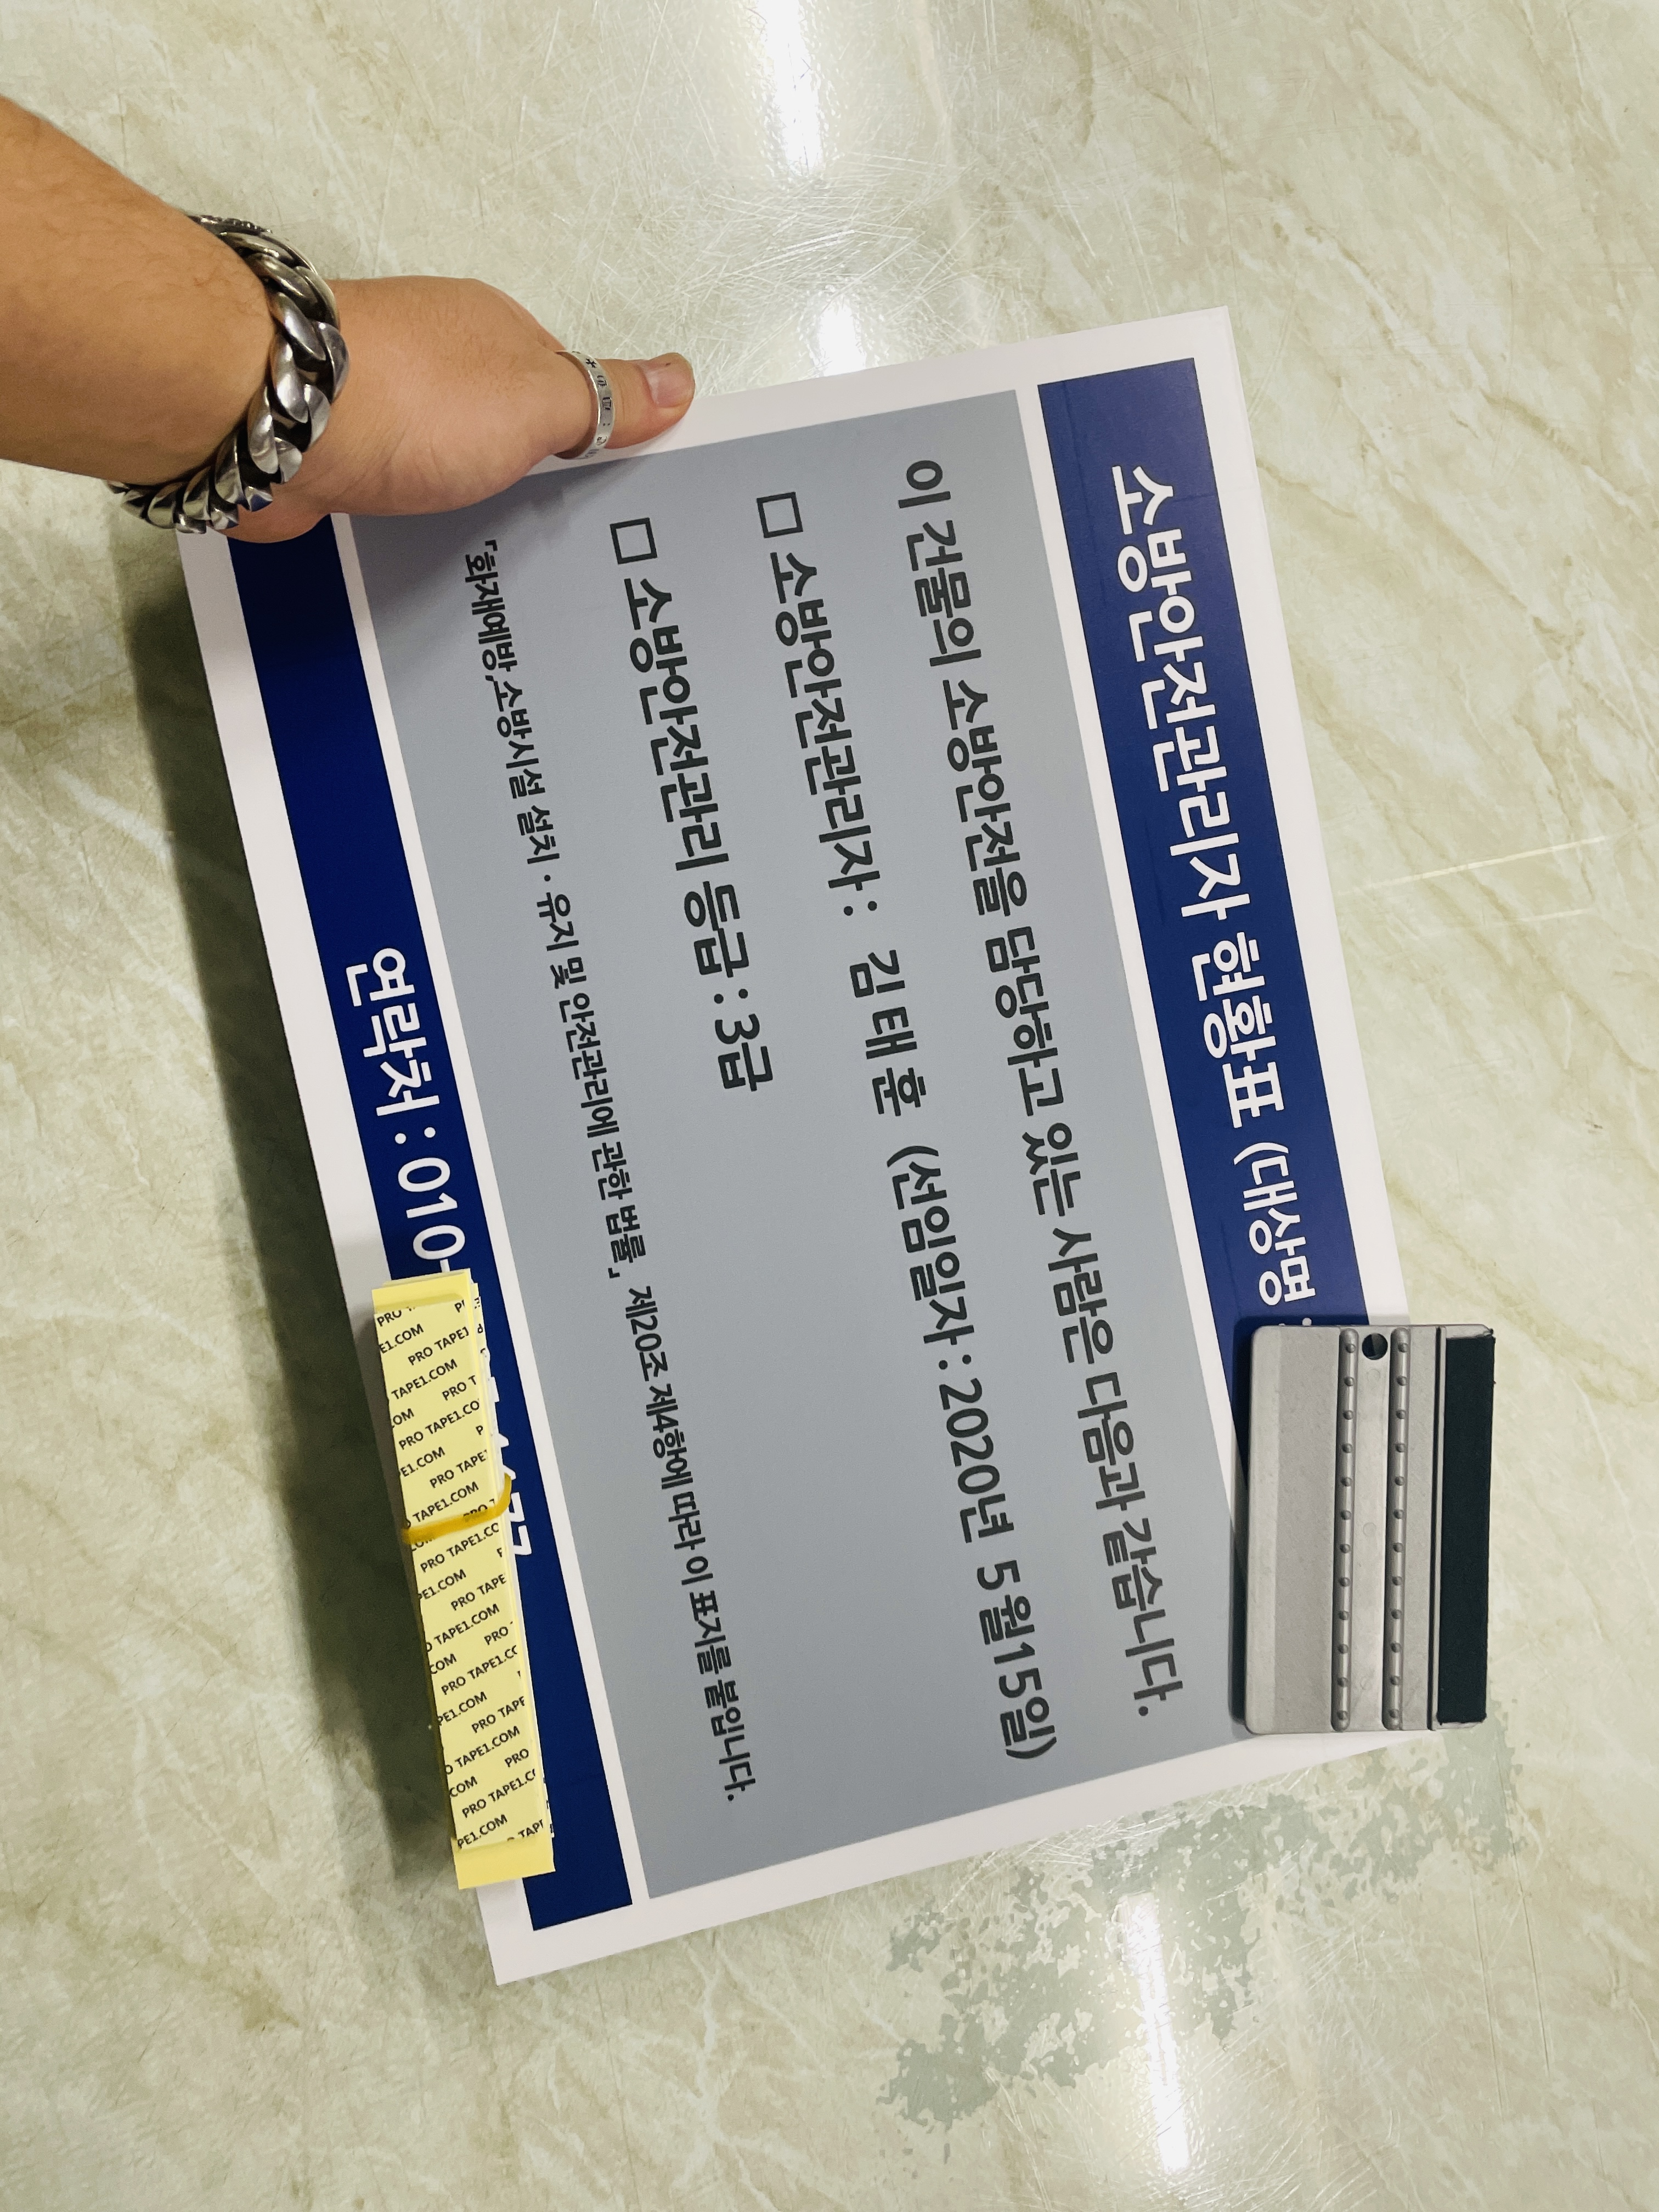 소방안전관리자 현황표 (대상명
이 건물의 소방안전을 담당하고 있는 사람은 다음과 같습니다.
□ 소방안전관리자 : 김 태 훈 (선임일자 : 2020년 5월15일)
□ 소방안전관리 등급 : 3급
「화재예방,소방시설 설치 · 유지 및 안전관리에 관한 법률」 제20조 제4항에 따라 이 표지를 붙입니다.
연락처 : 010-
PRO TAPE1.COM